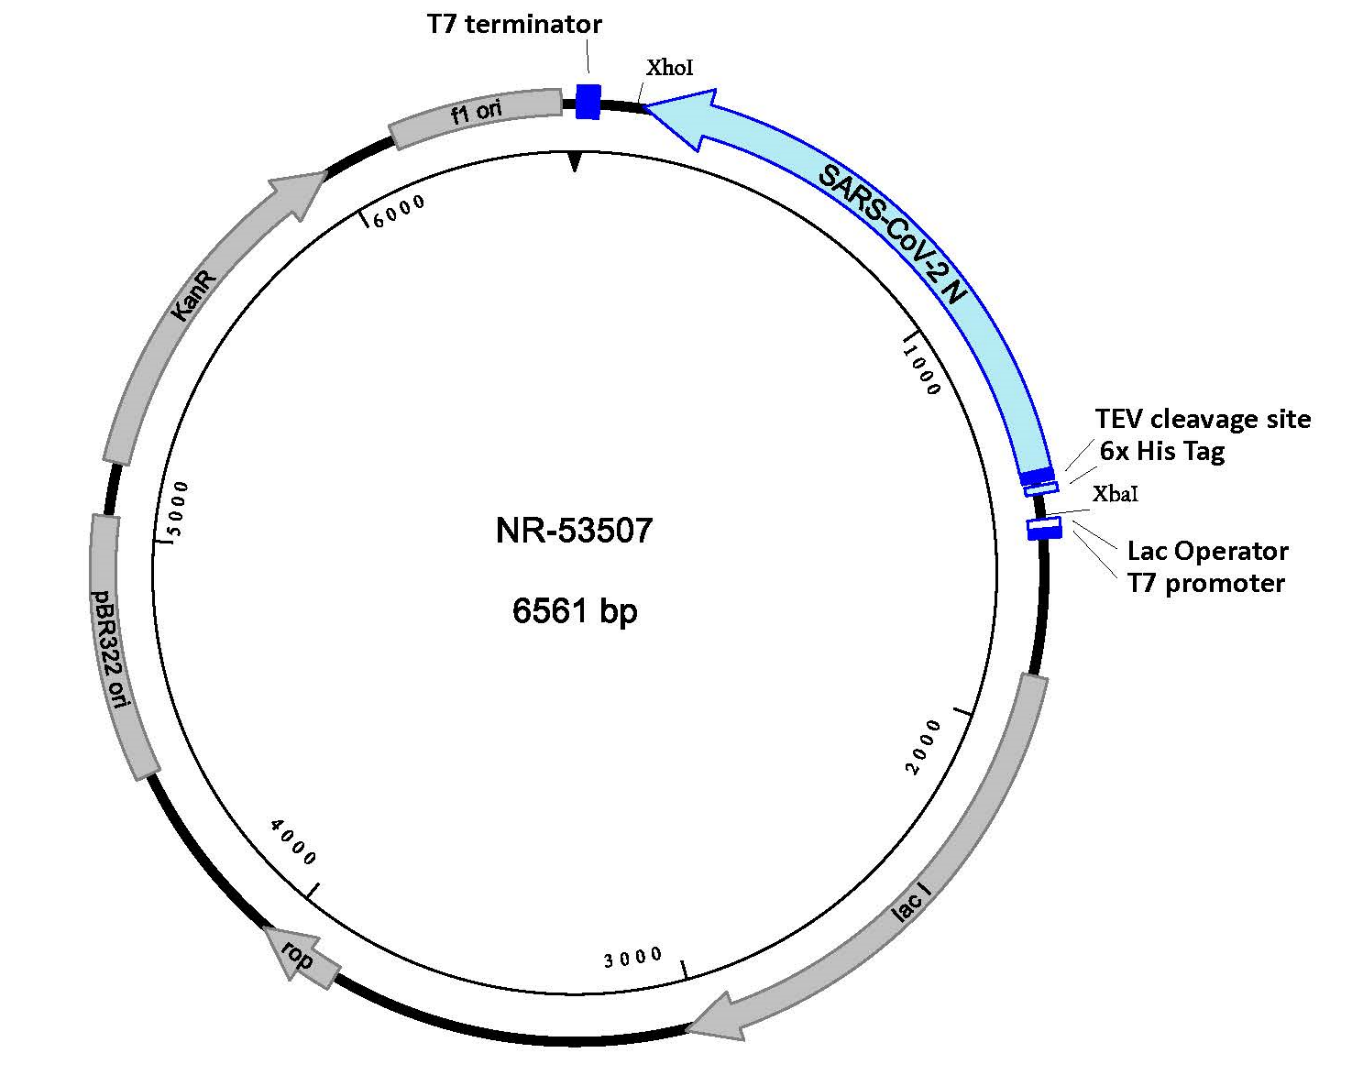 T7 terminator
XhoI
f1 ori
SARS-CoV-2 N
6000
KanR
1000
TEV cleavage site
6x His Tag
XbaI
5000
NR-53507
Lac Operator
T7 promoter
6561 bp
pBR322 ori
2000
4000
lac I
rop
3000